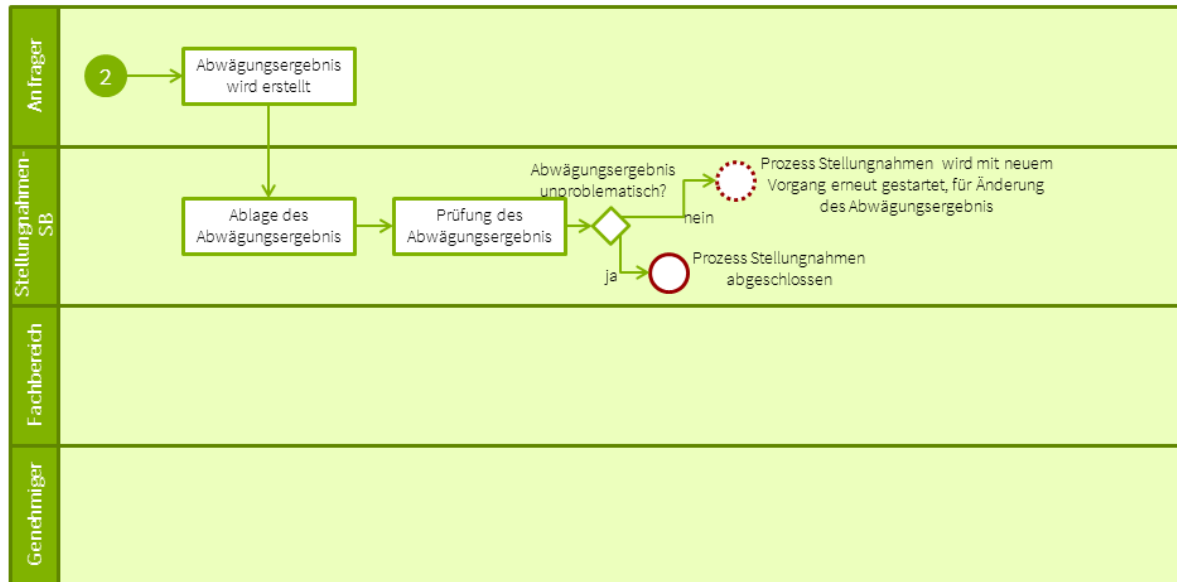 Anfrager
2
Abwägungsergebnis
wird erstellt
Stellungnahmen-
SB
Ablage des
Abwägungsergebnis
Prüfung des
Abwägungsergebnis
Abwägungsergebnis
unproblematisch?
nein
Prozess Stellungnahmen wird mit neuem
Vorgang erneut gestartet, für Änderung
des Abwägungsergebnis
ja
Prozess Stellungnahmen
abgeschlossen
Fachbereich
Genehmiger